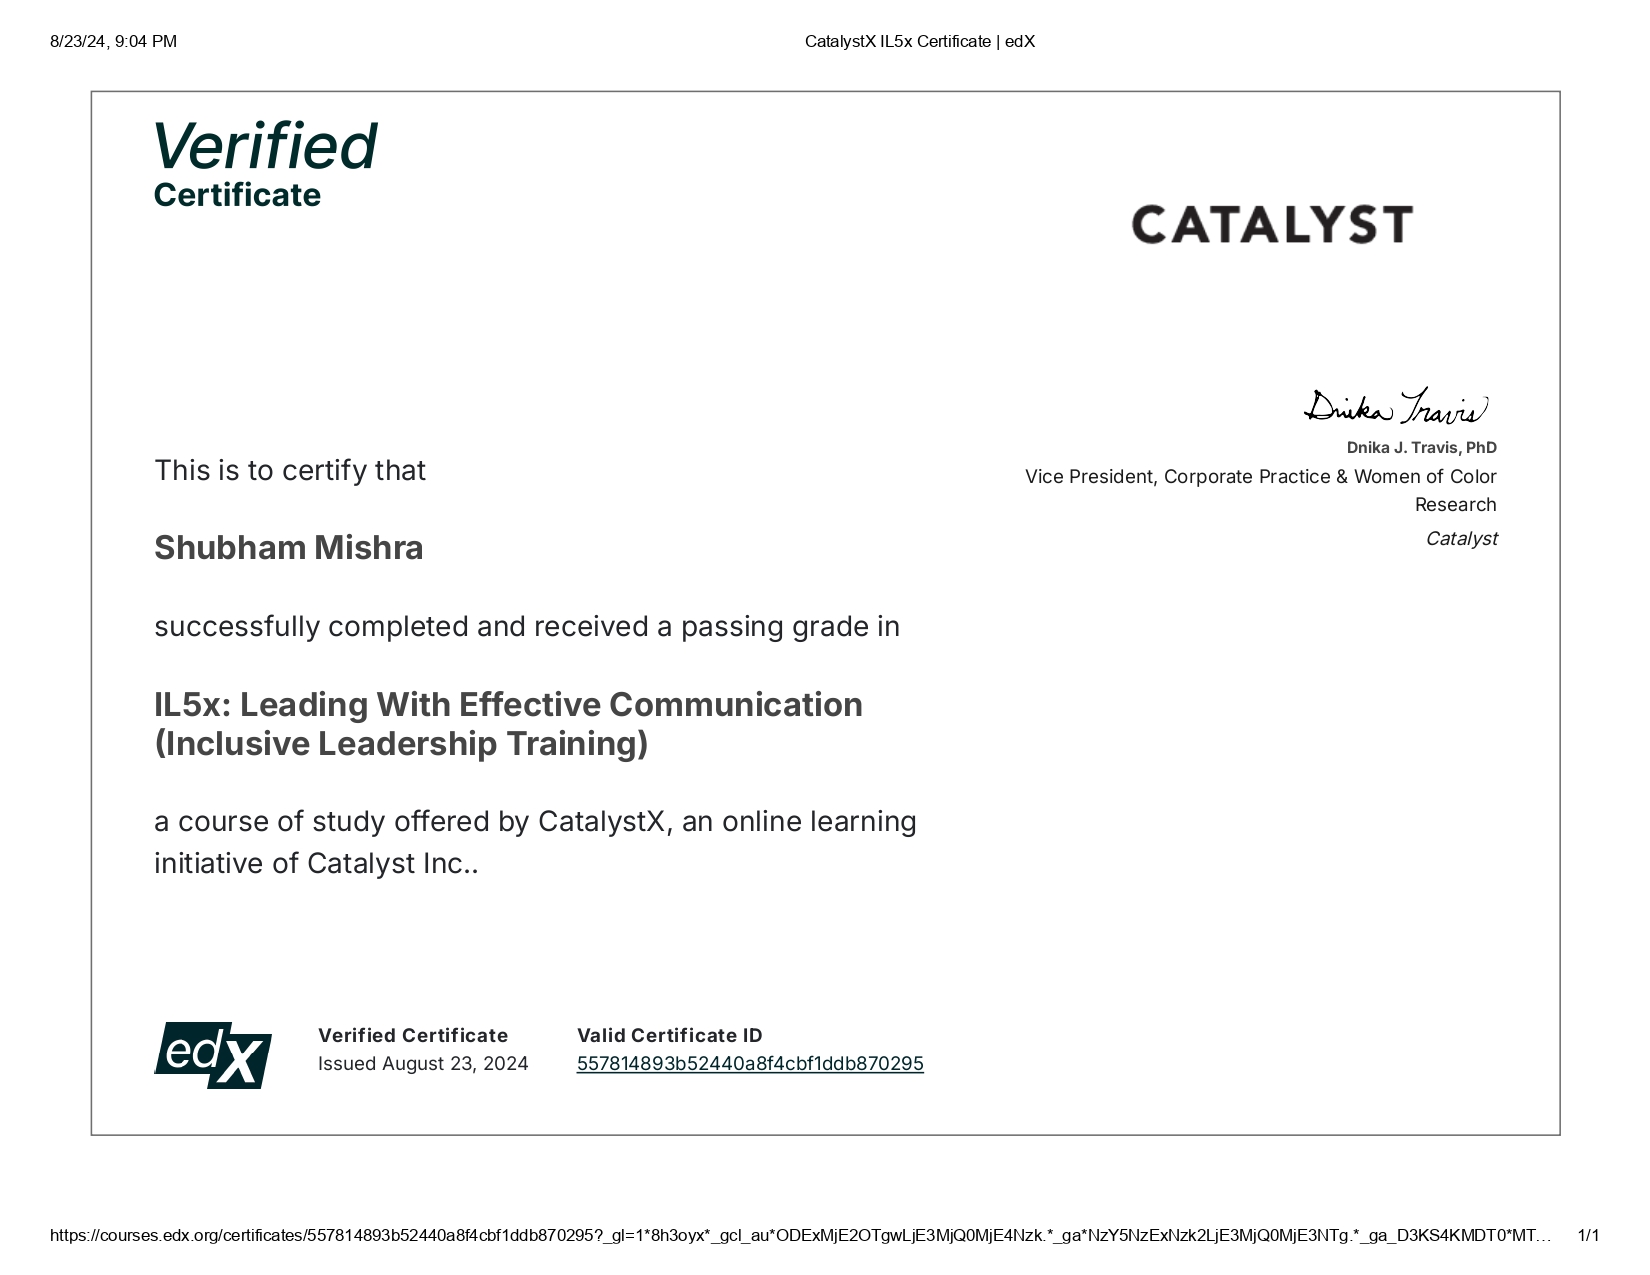 8/23/24, 9:04 PM
CatalystX IL5x Certificate | edX
Verified
Certificate
CATALYST
Dnika Travis
Dnika J. Travis, PhD
Vice President, Corporate Practice & Women of Color
Research
Catalyst
This is to certify that
Shubham Mishra
successfully completed and received a passing grade in
IL5x: Leading With Effective Communication
(Inclusive Leadership Training)
a course of study offered by CatalystX, an online learning
initiative of Catalyst Inc..
edX
Verified Certificate
Issued August 23, 2024
Valid Certificate ID
557814893b52440a8f4cbf1ddb870295
https://courses.edx.org/certificates/557814893b52440a8f4cbf1ddb870295?_gl=1*8h3oyx*_gcl_au*ODExMjE2OTgwLjE3MjQ0MjE4Nzk.*_ga*NzY5NzExNzk2LjE3MjQ0MjE3NTg.*_ga_D3KS4KMDT0*MT…
1/1